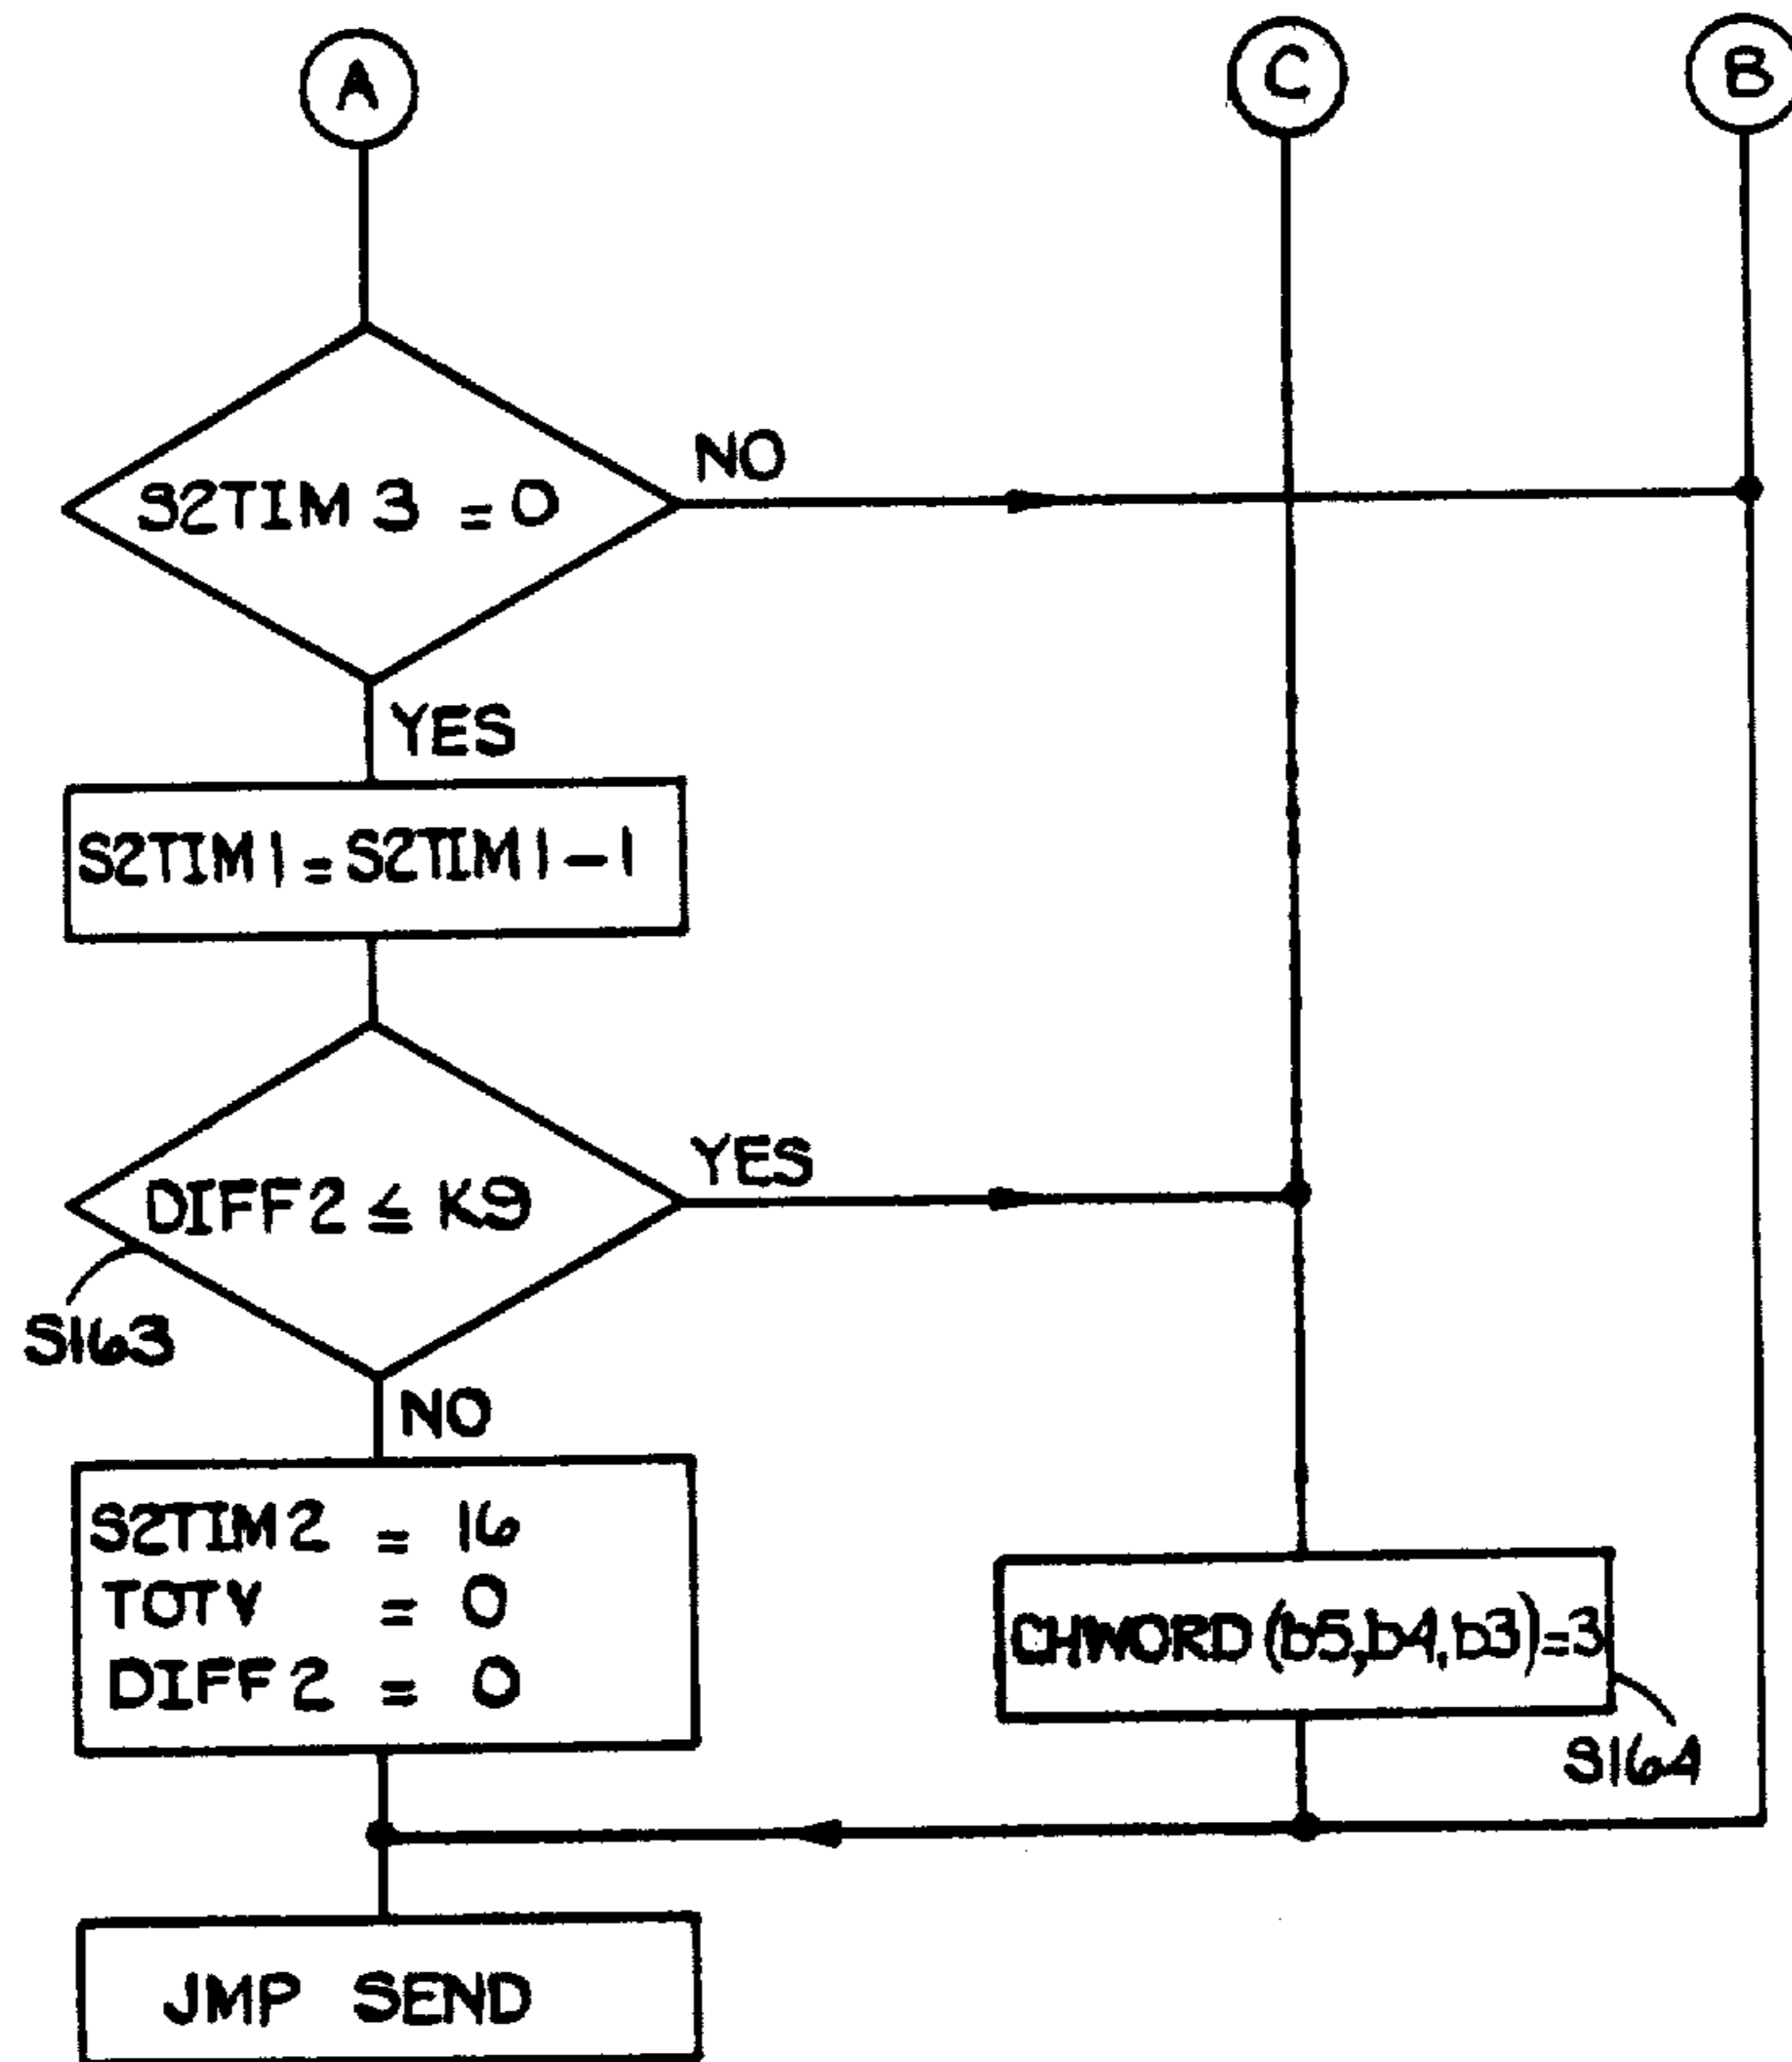 A
C
B
S2TIM 3 = 0
NO
YES
S2TIM1 = S2TIM1 - 1
DIFF2 ≤ K9
YES
S163
NO
S2TIM2 = 16
TOTV = 0
DIFF2 = 0
CHWORD (b5,b4,b3)=3
S164
JMP SEND